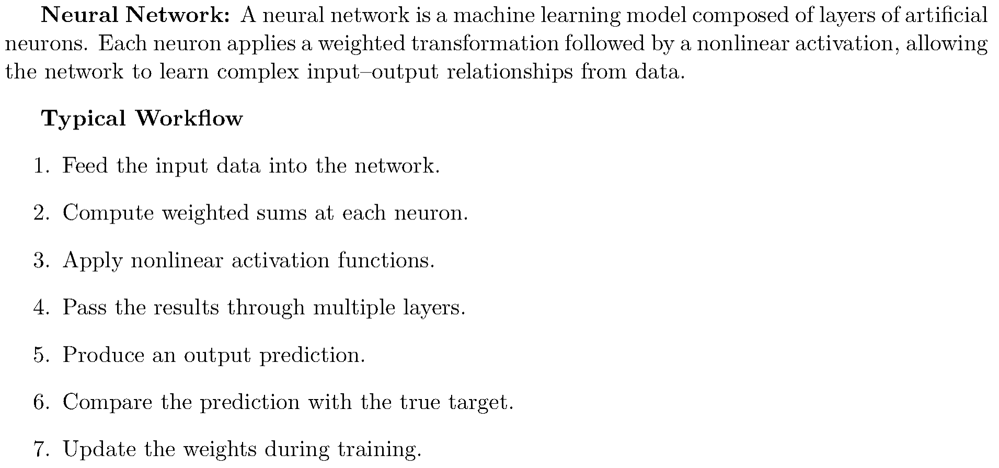 Neural Network: A neural network is a machine learning model composed of layers of artificial
neurons. Each neuron applies a weighted transformation followed by a nonlinear activation, allowing
the network to learn complex input–output relationships from data.
Typical Workflow
1. Feed the input data into the network.
2. Compute weighted sums at each neuron.
3. Apply nonlinear activation functions.
4. Pass the results through multiple layers.
5. Produce an output prediction.
6. Compare the prediction with the true target.
7. Update the weights during training.